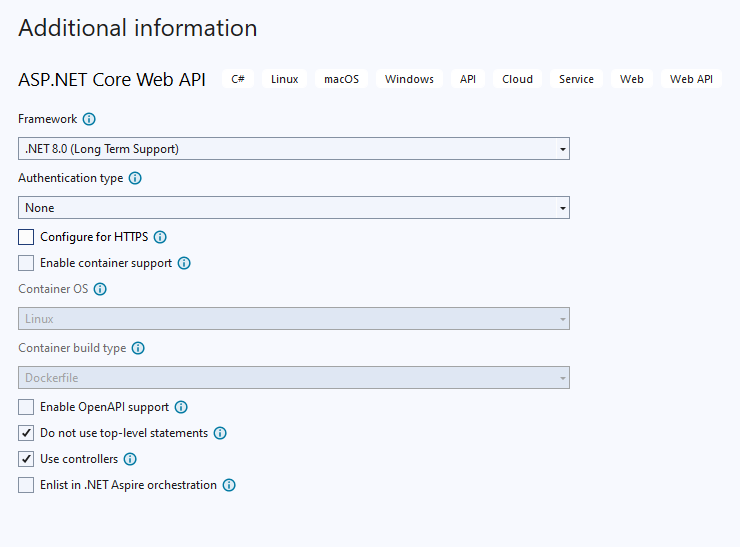 Additional information
ASP.NET Core Web API C# Linux macOS Windows API Cloud Service Web Web API
Framework
.NET 8.0 (Long Term Support)
Authentication type
None
Configure for HTTPS
Enable container support
Container OS
Linux
Container build type
Dockerfile
Enable OpenAPI support
Do not use top-level statements
Use controllers
Enlist in .NET Aspire orchestration